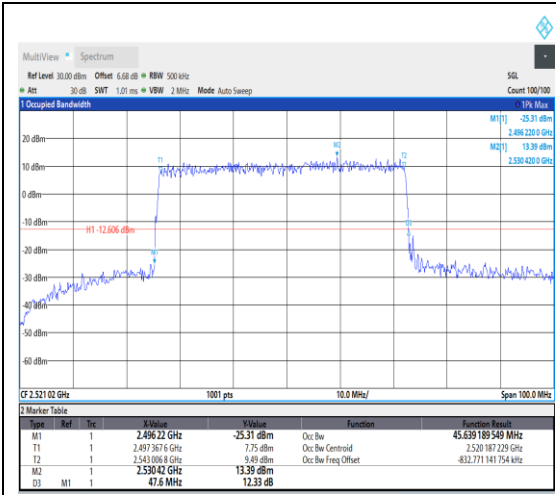 MultiView Spectrum
Ref Level 30.00 dBm Offset 6.68 dB RBW 500 kHz SGL
Att 30 dB SWT 1.01 ms VBW 2 MHz Mode Auto Sweep Count 100/100
1 Occupied Bandwidth 1Pk Max
M1[1] -25.31 dBm
2.496 220 0 GHz
M2[1] 13.39 dBm
2.530 420 0 GHz
20 dBm
M2
T1 T2
10 dBm
0 dBm
-10 dBm
H1 -12.606 dBm
-20 dBm
M1
-30 dBm
-40 dBm
-50 dBm
-60 dBm
CF 2.521 02 GHz 1001 pts 10.0 MHz/ Span 100.0 MHz
2 Marker Table
Type Ref Trc X-Value Y-Value Function Function Result
M1 1 2.496 22 GHz -25.31 dBm Occ Bw 45.639 189 549 MHz
T1 1 2.497 367 6 GHz 7.75 dBm Occ Bw Centroid 2.520 187 229 GHz
T2 1 2.543 006 8 GHz 9.49 dBm Occ Bw Freq Offset -832.771 141 754 kHz
M2 1 2.530 42 GHz 13.39 dBm
D3 M1 1 47.6 MHz 12.33 dB